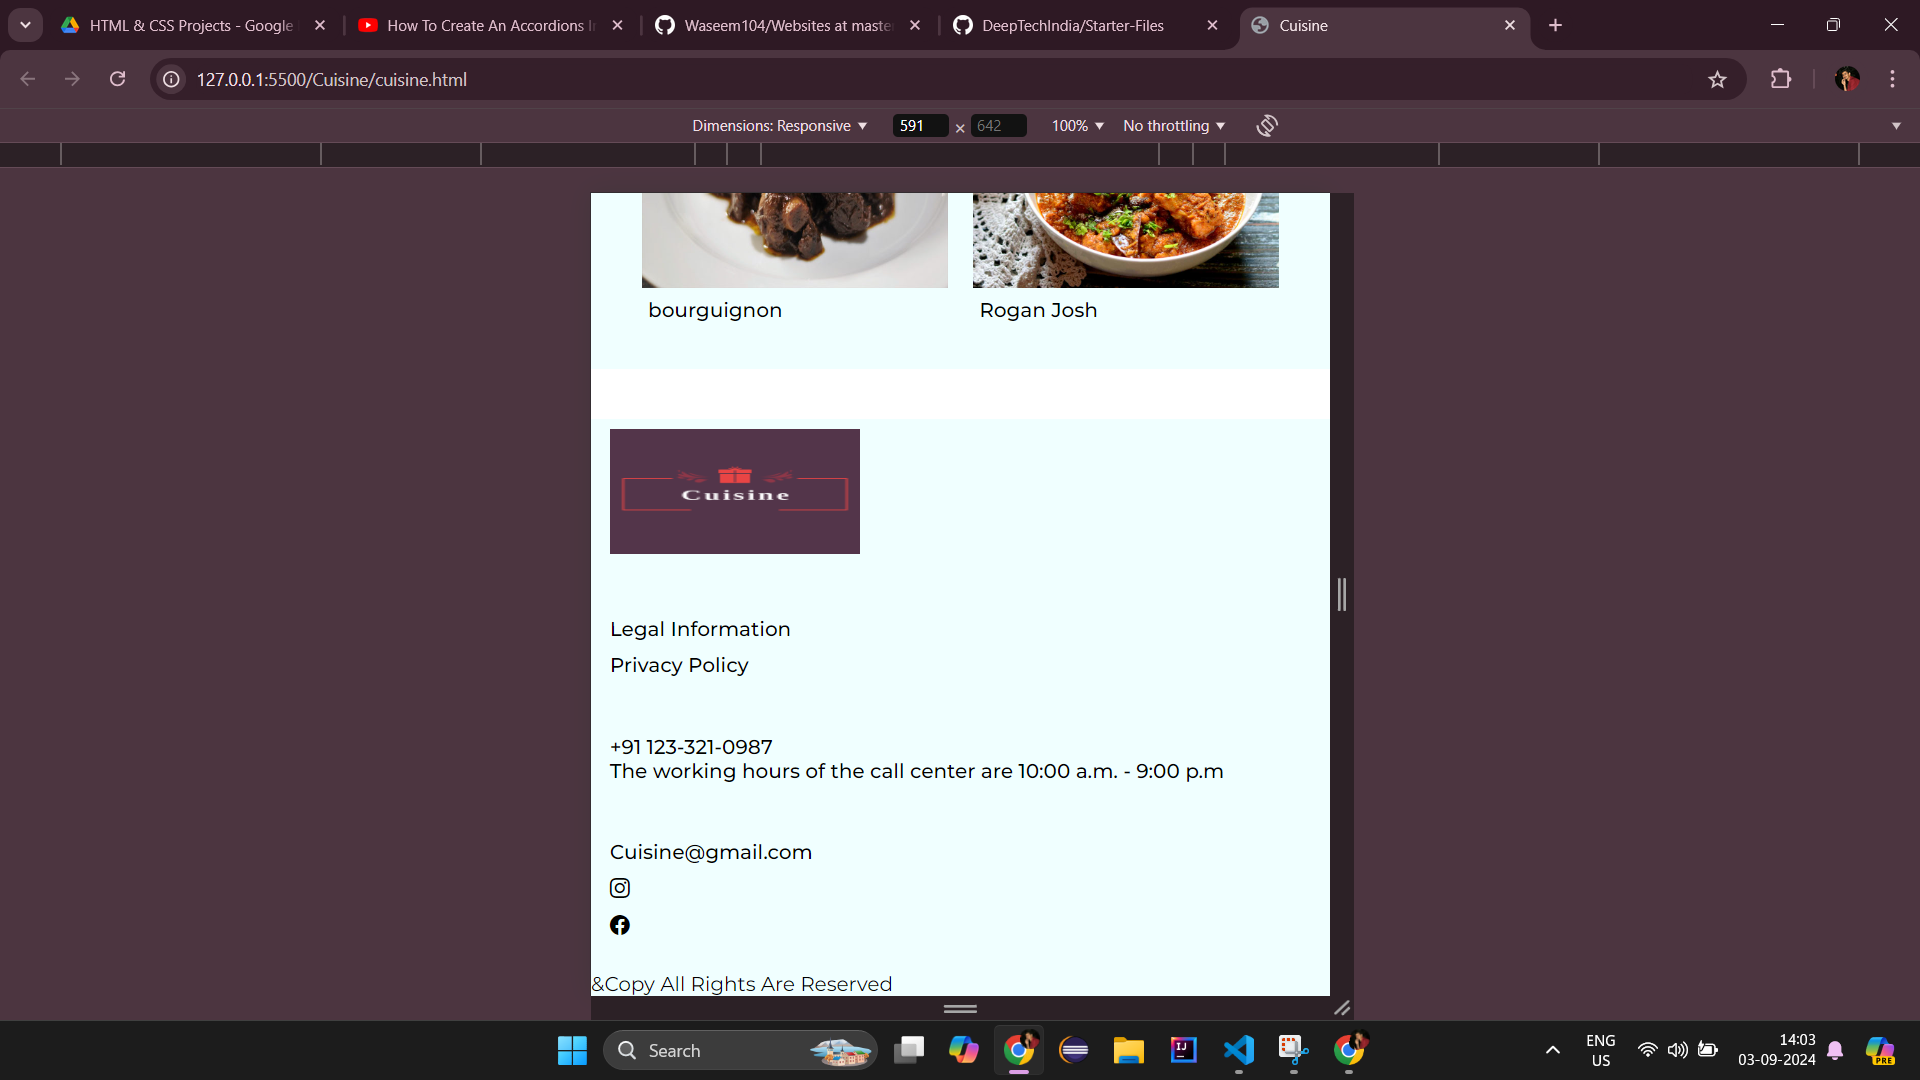 HTML & CSS Projects - Google
How To Create An Accordions I
Waseem104/Websites at maste
DeepTechIndia/Starter-Files
Cuisine
127.0.0.1:5500/Cuisine/cuisine.html
Dimensions: Responsive
591 × 642
100%
No throttling
bourguignon
Rogan Josh
Cuisine
Legal Information
Privacy Policy
+91 123-321-0987
The working hours of the call center are 10:00 a.m. - 9:00 p.m
Cuisine@gmail.com
&Copy All Rights Are Reserved
Search
IJ
PRE
ENG
US
14:03
03-09-2024